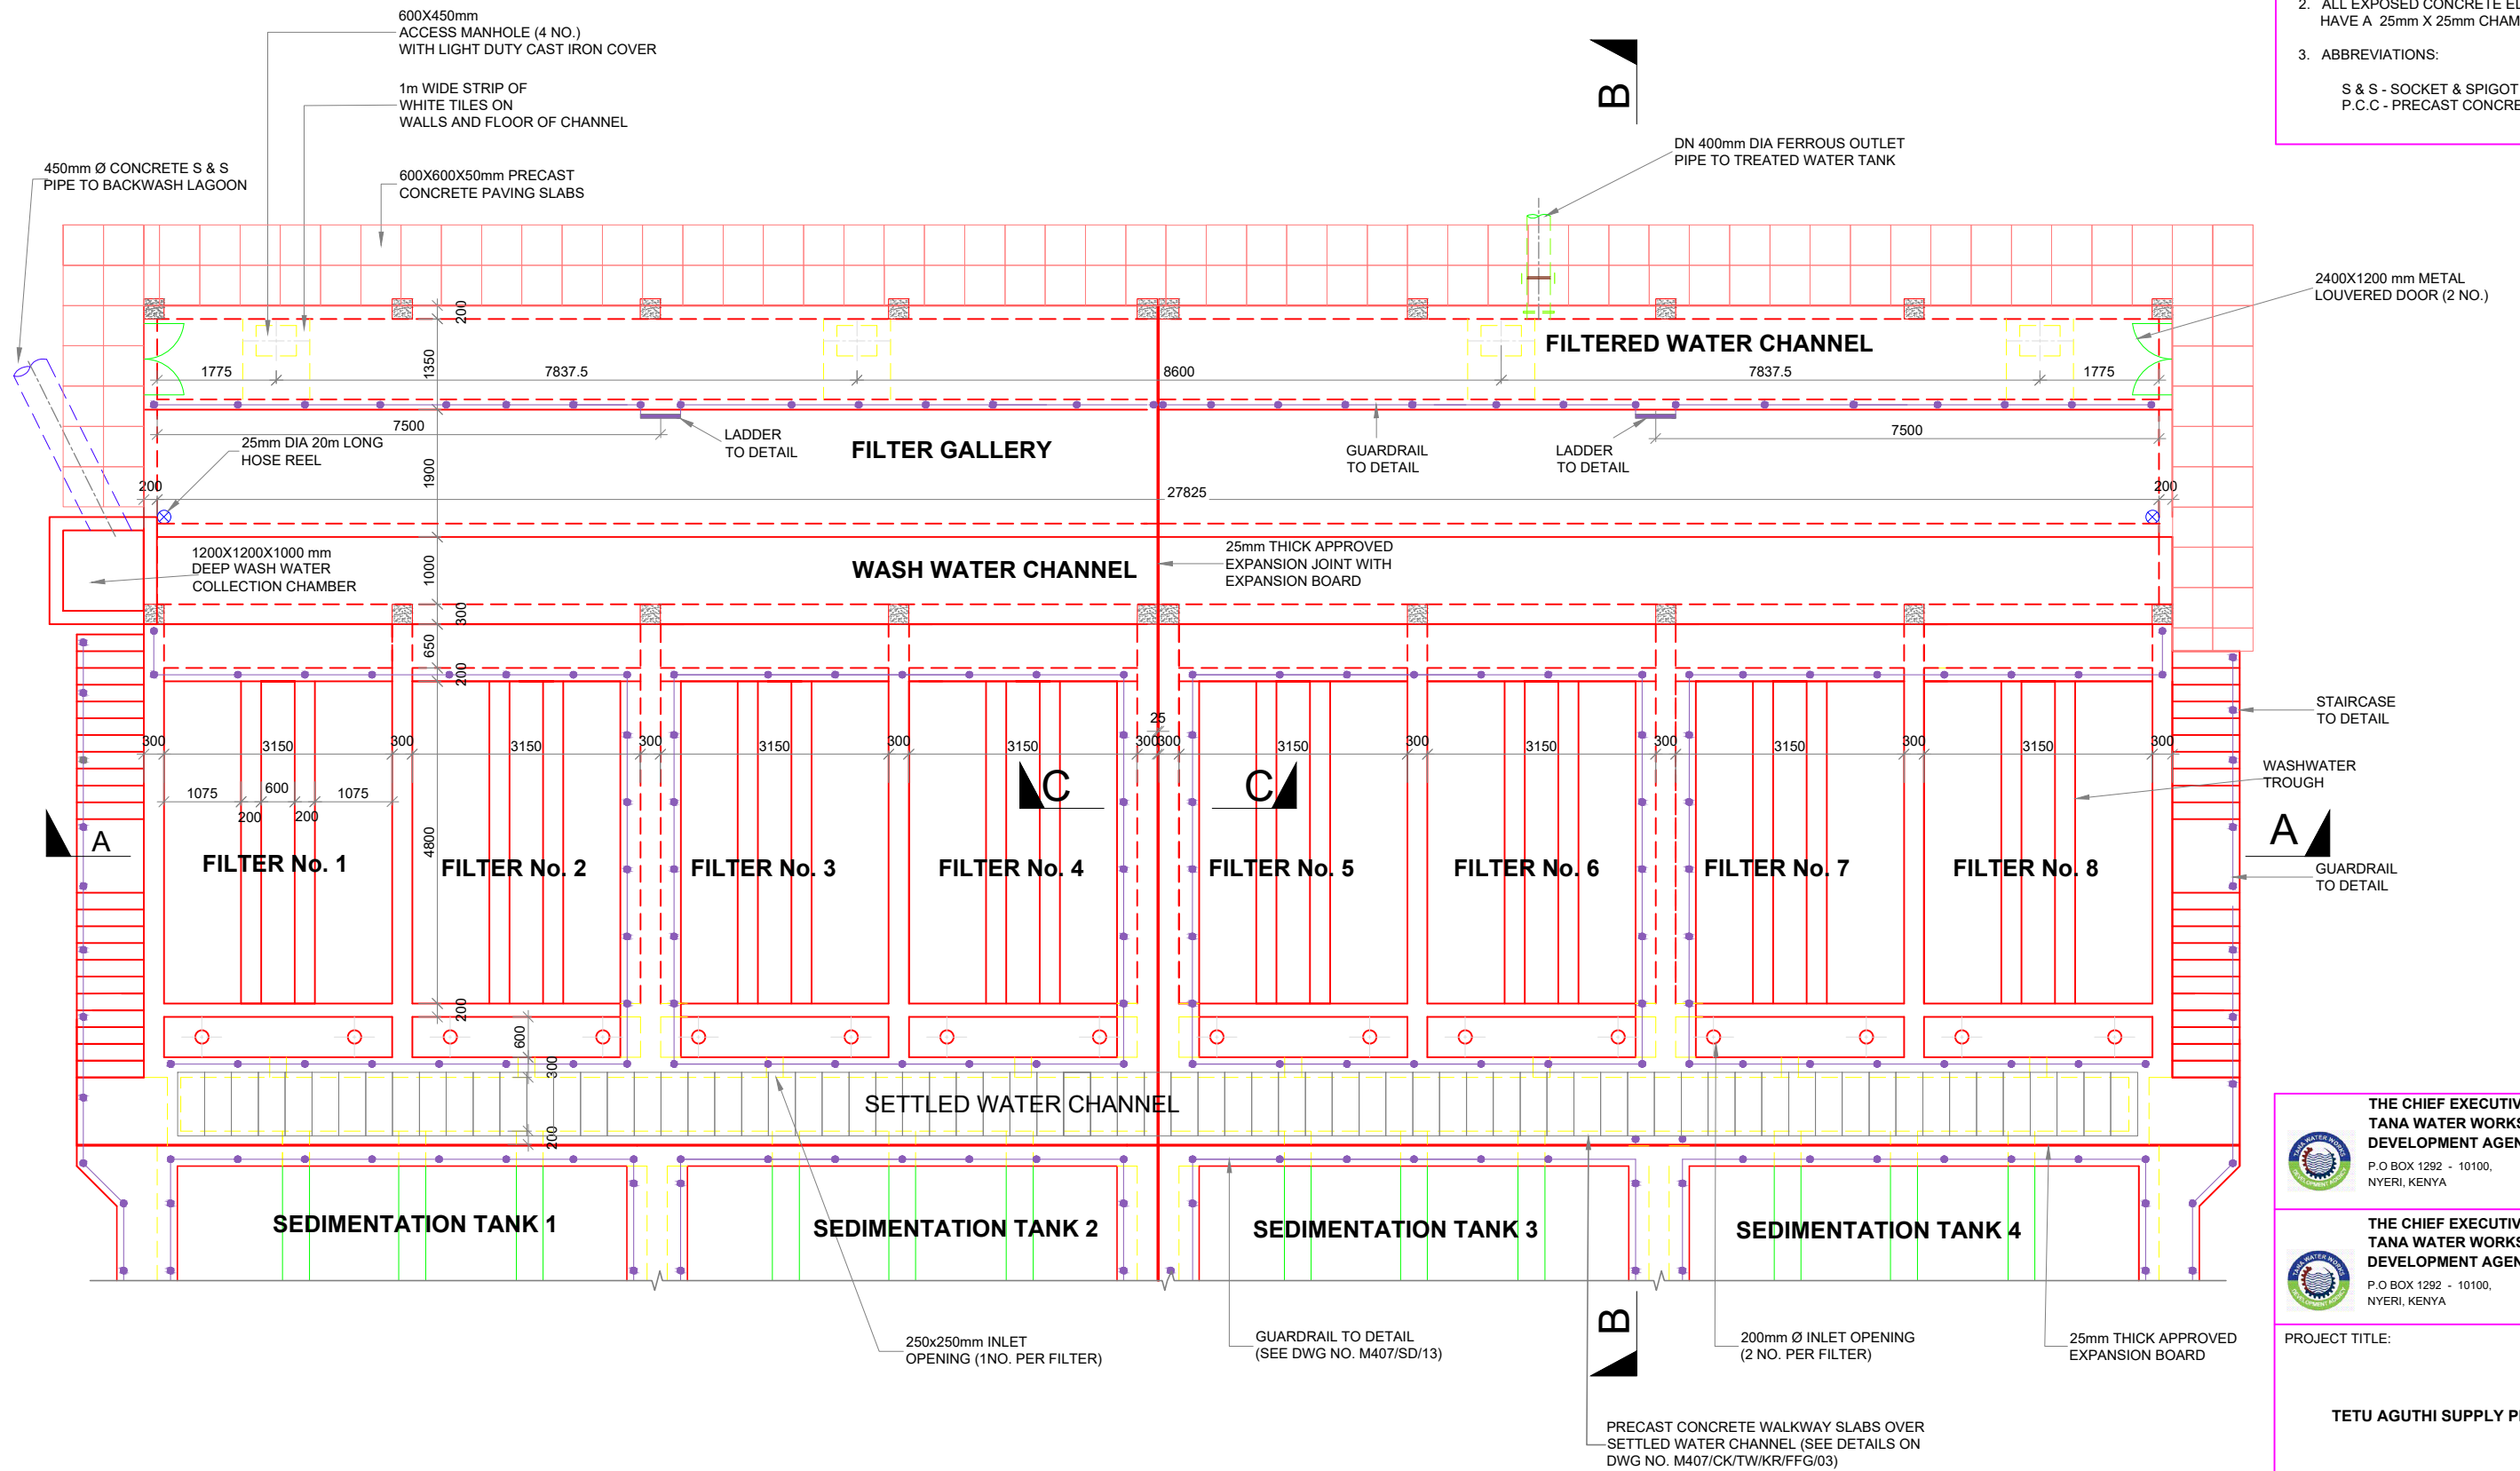 600X450mm
ACCESS MANHOLE (4 NO.)
WITH LIGHT DUTY CAST IRON COVER
1m WIDE STRIP OF
WHITE TILES ON
WALLS AND FLOOR OF CHANNEL
450mm Ø CONCRETE S & S
PIPE TO BACKWASH LAGOON
600X600X50mm PRECAST
CONCRETE PAVING SLABS
B
DN 400mm DIA FERROUS OUTLET
PIPE TO TREATED WATER TANK
2. ALL EXPOSED CONCRETE
HAVE A 25mm X 25mm
3. ABBREVIATIONS:
S & S - SOCKET & SPIGOT
P.C.C - PRECAST
2400X1200 mm METAL
LOUVERED DOOR (2 NO.)
200
FILTERED WATER CHANNEL
1350
1775
7837.5
8600
7837.5
1775
7500
25mm DIA 20m LONG
HOSE REEL
LADDER
TO DETAIL
FILTER GALLERY
GUARDRAIL
TO DETAIL
LADDER
TO DETAIL
7500
1900
200
27825
200
1200X1200X1000 mm
DEEP WASH WATER
COLLECTION CHAMBER
1000
WASH WATER CHANNEL
25mm THICK APPROVED
EXPANSION JOINT WITH
EXPANSION BOARD
300
650
200
25
300
3150
300
3150
300
3150
300
3150
300
300
3150
300
3150
300
3150
300
3150
300
STAIRCASE
TO DETAIL
WASHWATER
TROUGH
1075
600
1075
200
200
C
C
A
A
4800
FILTER No. 1
FILTER No. 2
FILTER No. 3
FILTER No. 4
FILTER No. 5
FILTER No. 6
FILTER No. 7
FILTER No. 8
GUARDRAIL
TO DETAIL
200
600
300
SETTLED WATER CHANNEL
200
SEDIMENTATION TANK 1
SEDIMENTATION TANK 2
SEDIMENTATION TANK 3
SEDIMENTATION TANK 4
250x250mm INLET
OPENING (1NO. PER FILTER)
GUARDRAIL TO DETAIL
(SEE DWG NO. M407/SD/13)
B
200mm Ø INLET OPENING
(2 NO. PER FILTER)
25mm THICK APPROVED
EXPANSION BOARD
PRECAST CONCRETE WALKWAY SLABS OVER
SETTLED WATER CHANNEL (SEE DETAILS ON
DWG NO. M407/CK/TW/KR/FFG/03)
THE CHIEF
TANA WATER
DEVELOPMENT
P.O BOX 1292 - 10100,
NYERI, KENYA
TANA WATER WORKS
DEVELOPMENT AGENCY
THE CHIEF
TANA WATER
DEVELOPMENT
P.O BOX 1292 - 10100,
NYERI, KENYA
TANA WATER WORKS
DEVELOPMENT AGENCY
PROJECT TITLE:
TETU AGUTHI SUPPLY